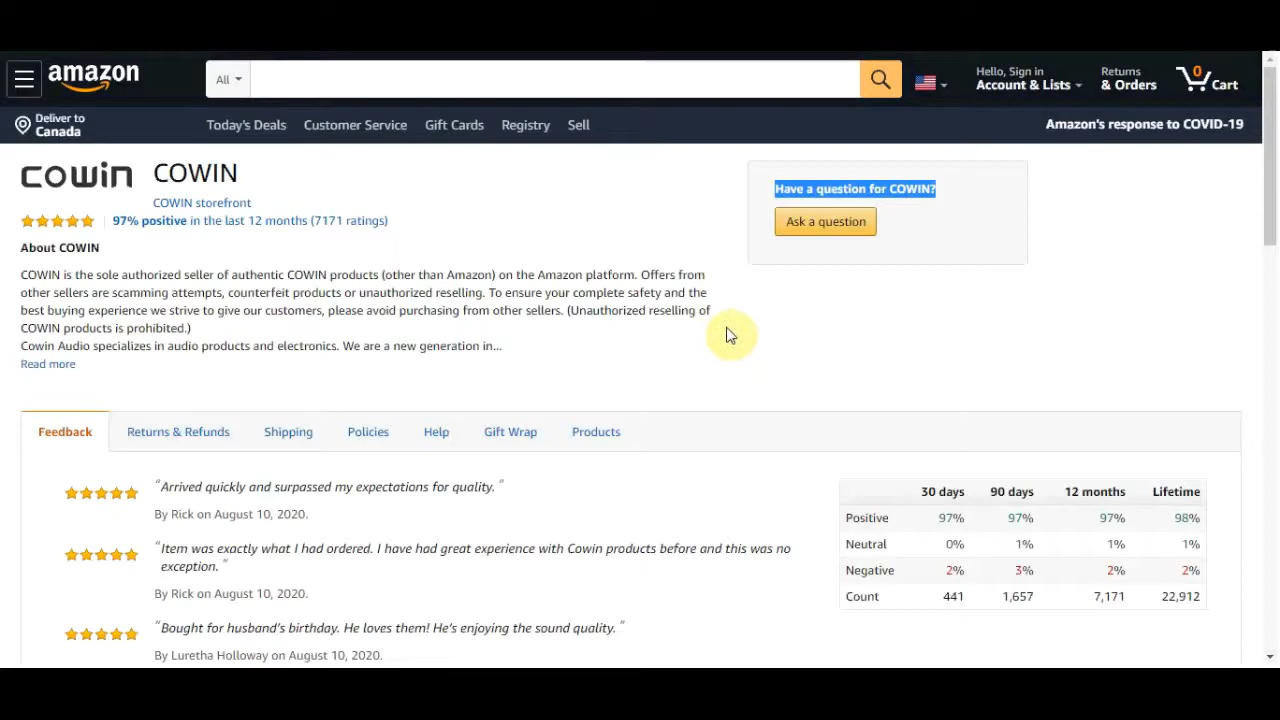 amazon
All
Hello, Sign in
Account & Lists
Returns
& Orders
0
Cart
Deliver to
Canada
Today's Deals
Customer Service
Gift Cards
Registry
Sell
Amazon's response to COVID-19
cowin
COWIN
COWIN storefront
97% positive in the last 12 months (7171 ratings)
About COWIN
COWIN is the sole authorized seller of authentic COWIN products (other than Amazon) on the Amazon platform. Offers from
other sellers are scamming attempts, counterfeit products or unauthorized reselling. To ensure your complete safety and the
best buying experience we strive to give our customers, please avoid purchasing from other sellers. (Unauthorized reselling of
COWIN products is prohibited.)
Cowin Audio specializes in audio products and electronics. We are a new generation in...
Read more
Have a question for COWIN?
Ask a question
Feedback
Returns & Refunds
Shipping
Policies
Help
Gift Wrap
Products
"Arrived quickly and surpassed my expectations for quality. "
By Rick on August 10, 2020.
"Item was exactly what I had ordered. I have had great experience with Cowin products before and this was no
exception. "
By Rick on August 10, 2020.
"Bought for husband's birthday. He loves them! He's enjoying the sound quality. "
By Luretha Holloway on August 10, 2020.
30 days 90 days 12 months Lifetime
Positive 97% 97% 97% 98%
Neutral 0% 1% 1% 1%
Negative 2% 3% 2% 2%
Count 441 1,657 7,171 22,912